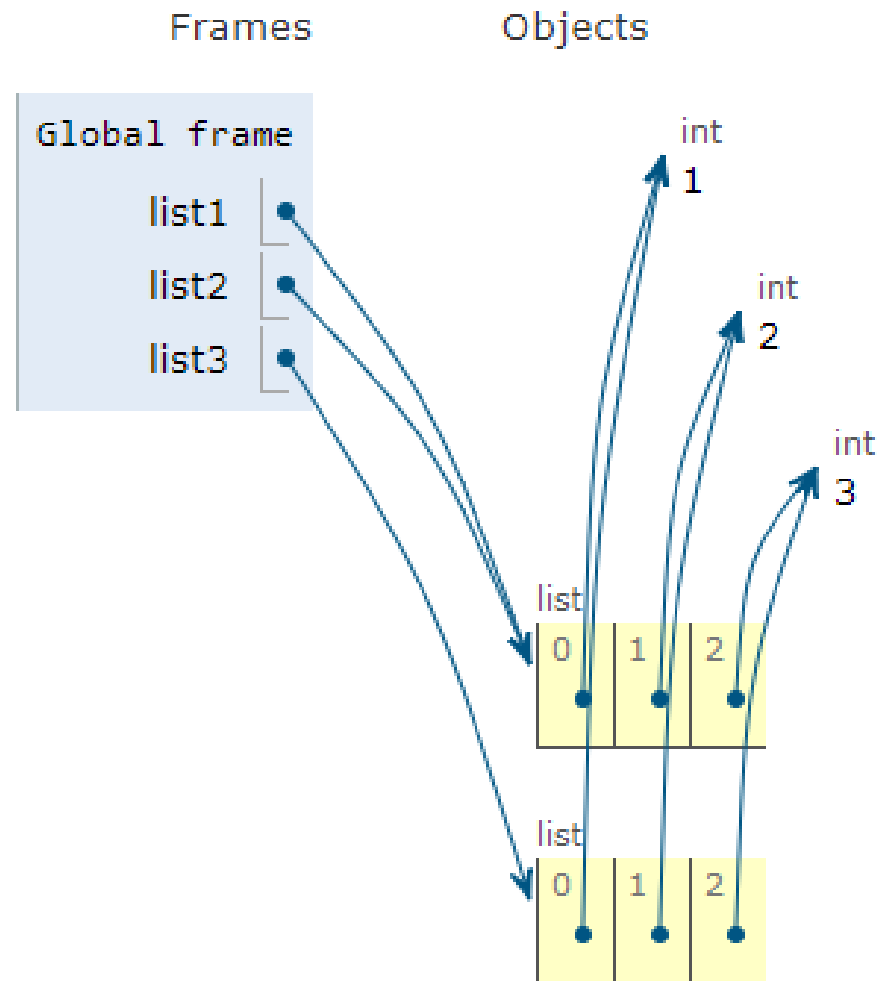 Frames Objects
Global frame
list1
list2
list3
int
1
int
2
int
3
list
0 1 2
list
0 1 2